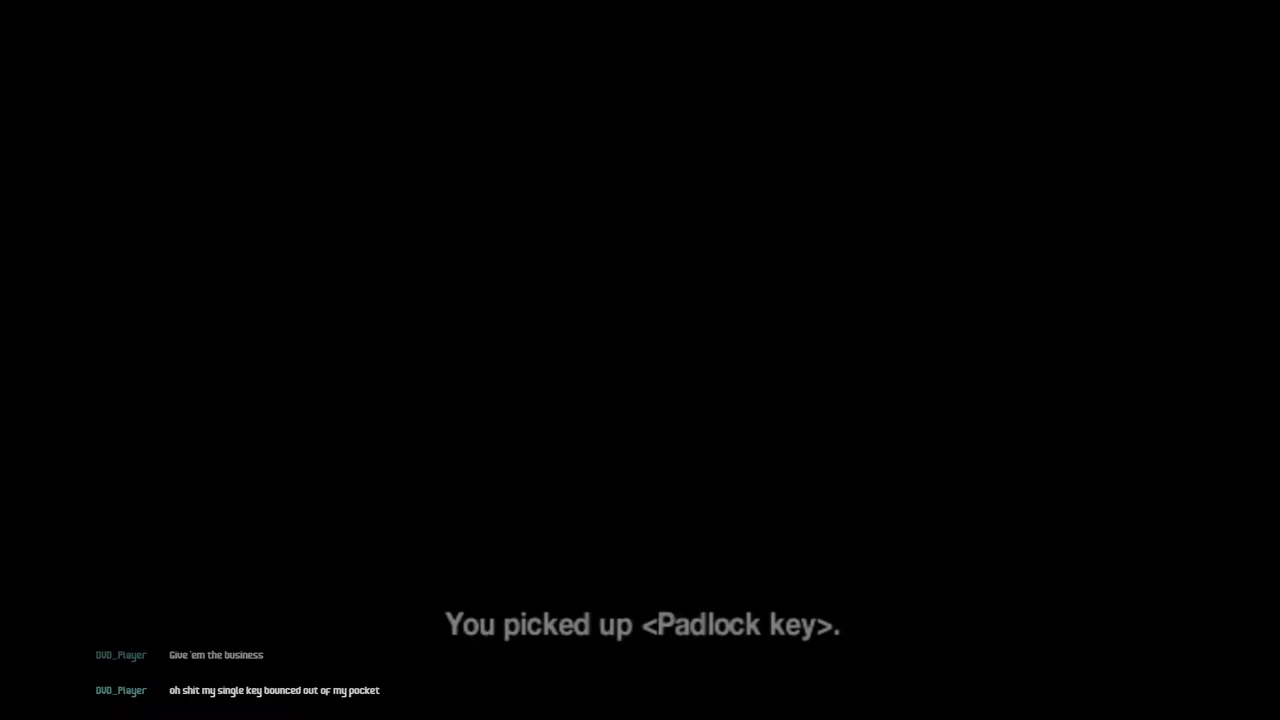 You picked up <Padlock key>.
DVD_Player Give 'em the business
DVD_Player oh shit my single key bounced out of my pocket